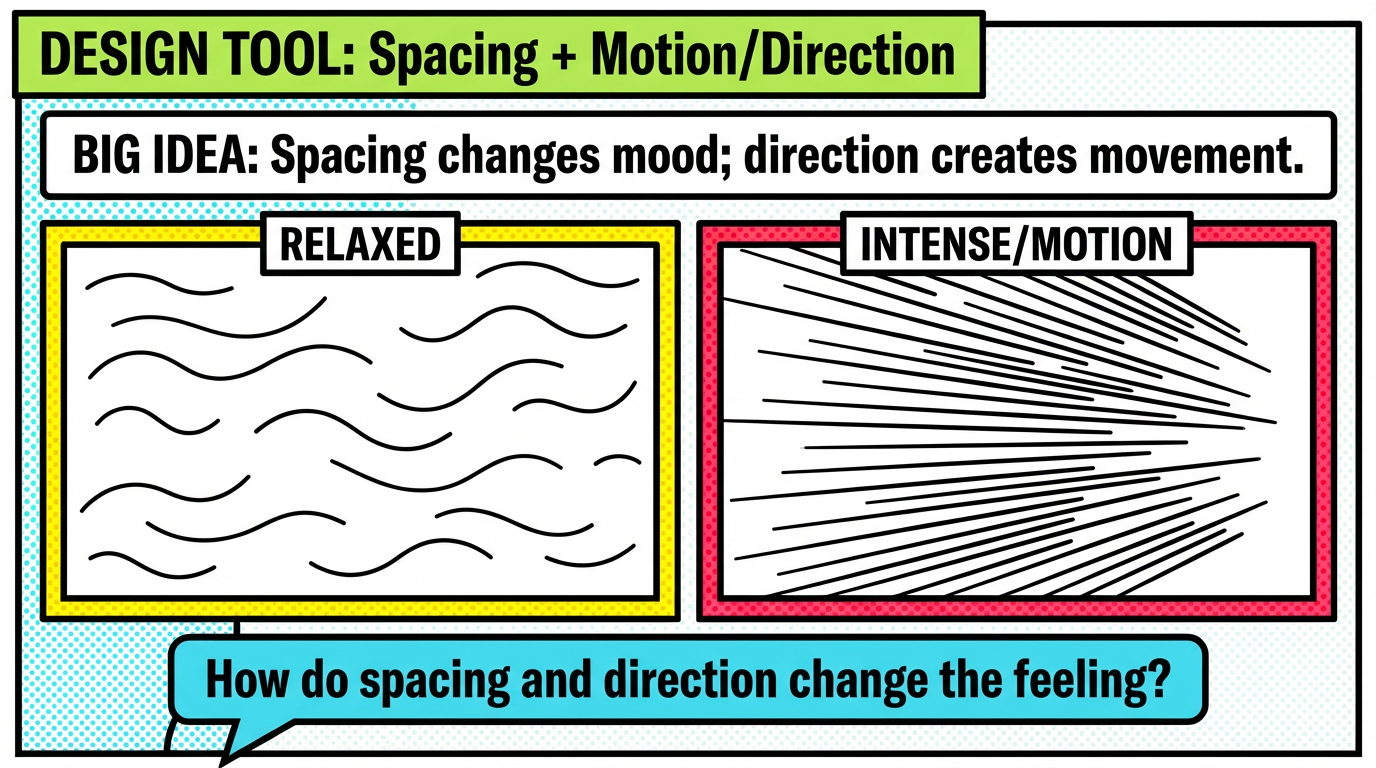 DESIGN TOOL: Spacing + Motion/Direction
BIG IDEA: Spacing changes mood; direction creates movement.
RELAXED
INTENSE/MOTION
How do spacing and direction change the feeling?